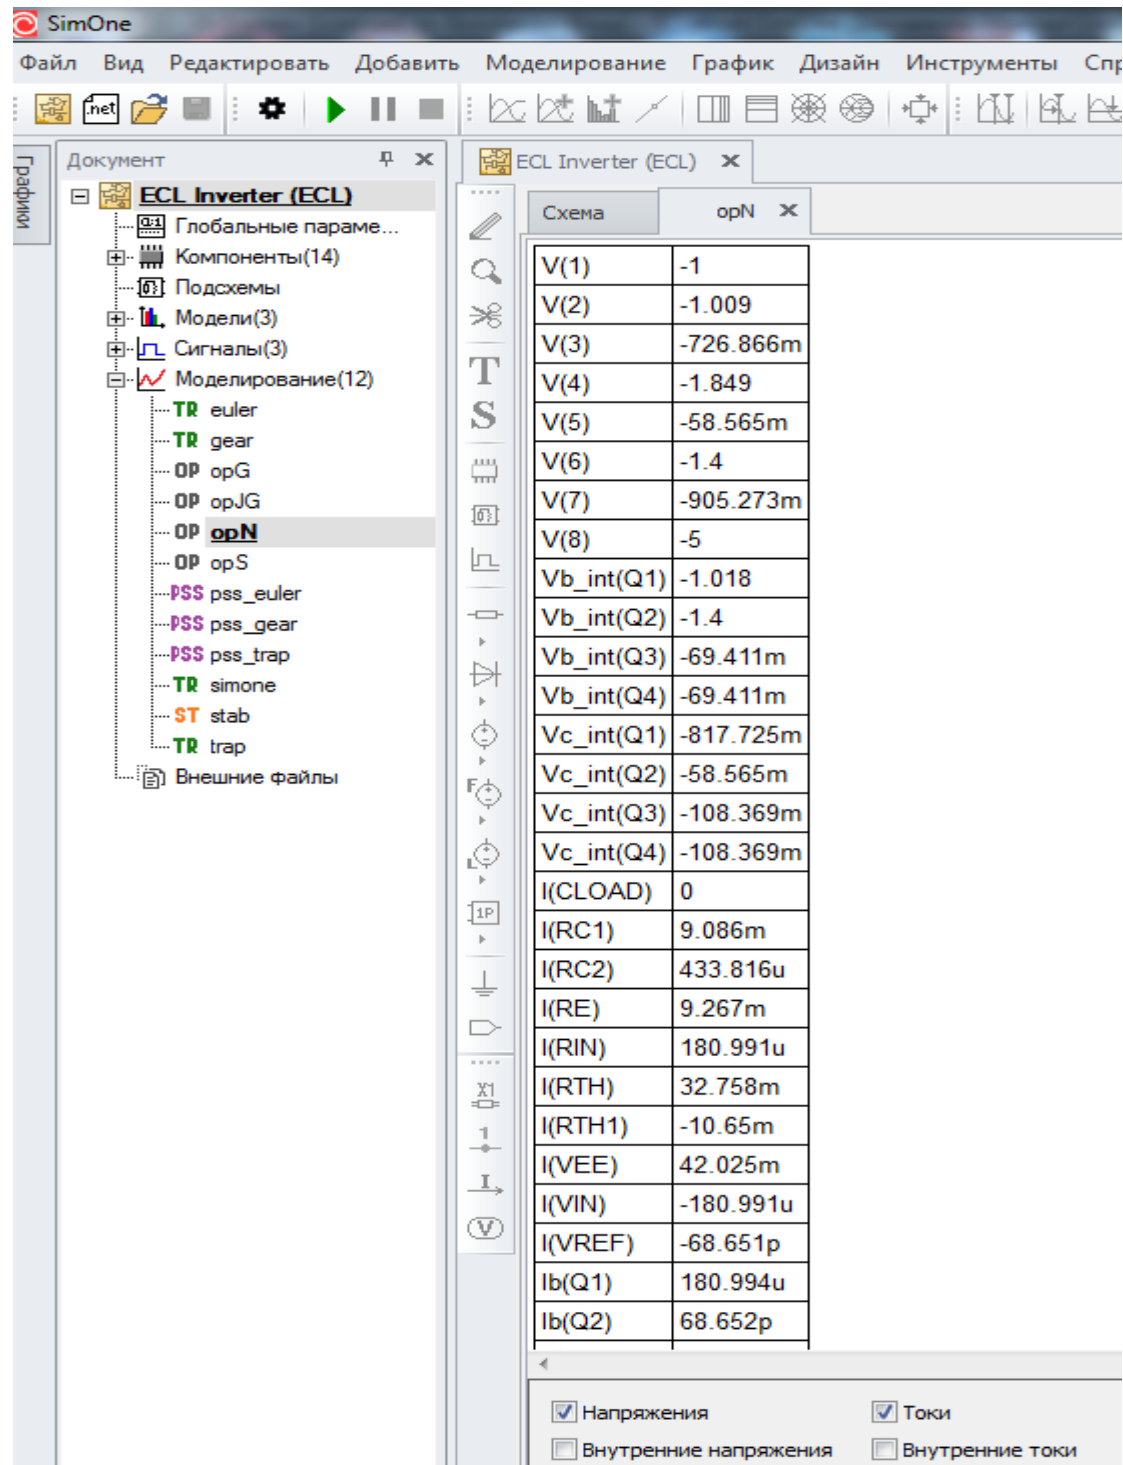 SimOne
Файл Вид Редактировать Добавить Моделирование График Дизайн Инструменты Спр
.net
Графики
Документ
ECL Inverter (ECL)
Глобальные параме...
Компоненты(14)
Подсхемы
Модели(3)
Сигналы(3)
Моделирование(12)
TR euler
TR gear
OP opG
OP opJG
OP opN
OP opS
PSS pss_euler
PSS pss_gear
PSS pss_trap
TR simone
ST stab
TR trap
Внешние файлы
ECL Inverter (ECL)
T
S
F
L
1P
X1
1
I
V
Схема opN
V(1) -1
V(2) -1.009
V(3) -726.866m
V(4) -1.849
V(5) -58.565m
V(6) -1.4
V(7) -905.273m
V(8) -5
Vb_int(Q1) -1.018
Vb_int(Q2) -1.4
Vb_int(Q3) -69.411m
Vb_int(Q4) -69.411m
Vc_int(Q1) -817.725m
Vc_int(Q2) -58.565m
Vc_int(Q3) -108.369m
Vc_int(Q4) -108.369m
I(CLOAD) 0
I(RC1) 9.086m
I(RC2) 433.816u
I(RE) 9.267m
I(RIN) 180.991u
I(RTH) 32.758m
I(RTH1) -10.65m
I(VEE) 42.025m
I(VIN) -180.991u
I(VREF) -68.651p
Ib(Q1) 180.994u
Ib(Q2) 68.652p
Напряжения Токи
Внутренние напряжения Внутренние токи